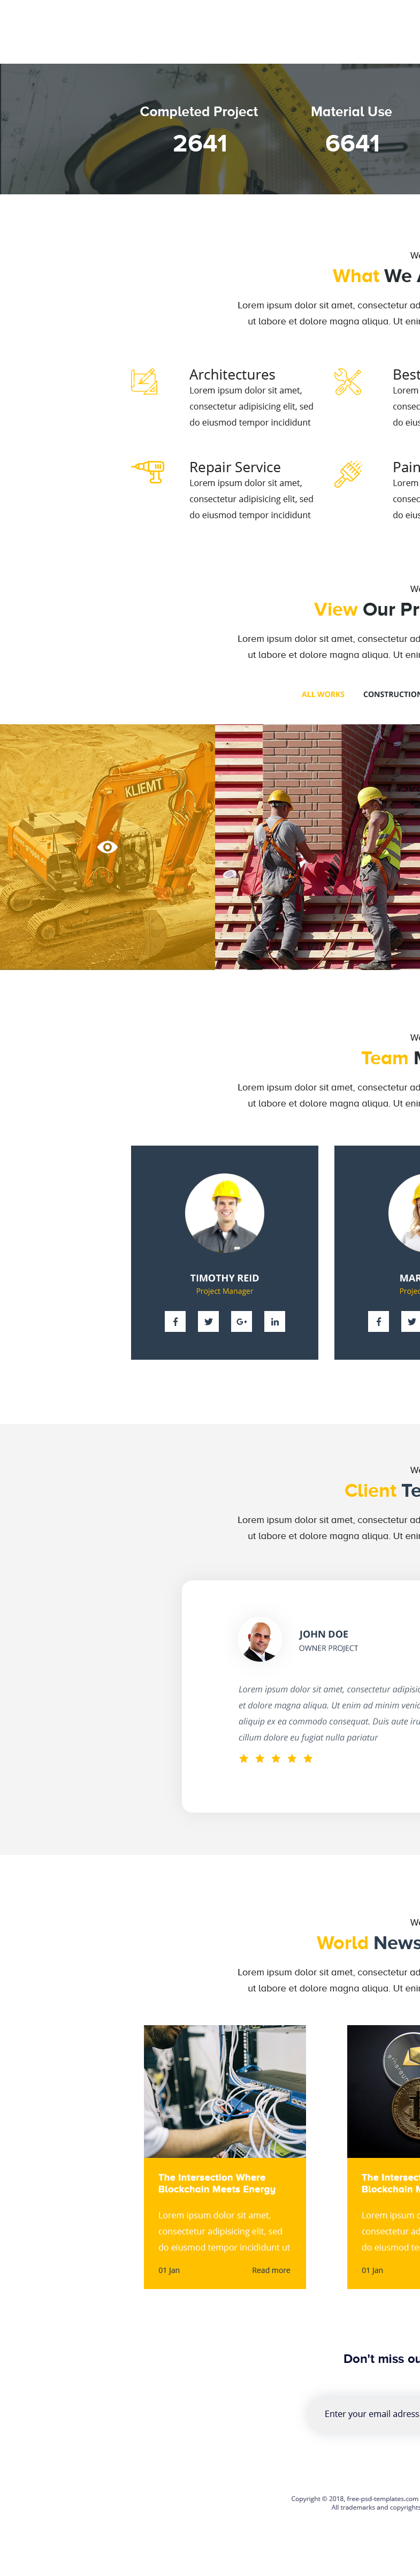 Completed Project
Material Use
2641
6641
We
What We A
Lorem ipsum dolor sit amet, consectetur ad
ut labore et dolore magna aliqua. Ut enir
Architectures
Lorem ipsum dolor sit amet,
consectetur adipisicing elit, sed
do eiusmod tempor incididunt
Best
Lorem
consec
do eius
Repair Service
Lorem ipsum dolor sit amet,
consectetur adipisicing elit, sed
do eiusmod tempor incididunt
Pain
Lorem
consec
do eius
We
View Our Pr
Lorem ipsum dolor sit amet, consectetur ad
ut labore et dolore magna aliqua. Ut enir
ALL WORKS
CONSTRUCTION
KLIEMT
We
Team M
Lorem ipsum dolor sit amet, consectetur ad
ut labore et dolore magna aliqua. Ut enir
TIMOTHY REID
Project Manager
MAR
Projec
We
Client Te
Lorem ipsum dolor sit amet, consectetur ad
ut labore et dolore magna aliqua. Ut enir
JOHN DOE
OWNER PROJECT
Lorem ipsum dolor sit amet, consectetur adipisic
et dolore magna aliqua. Ut enim ad minim venic
aliquip ex ea commodo consequat. Duis aute iru
cillum dolore eu fugiat nulla pariatur
We
World News
Lorem ipsum dolor sit amet, consectetur ad
ut labore et dolore magna aliqua. Ut enir
The Intersection Where
Blockchain Meets Energy
Lorem ipsum dolor sit amet,
consectetur adipisicing elit, sed
do eiusmod tempor incididunt ut
01 Jan
Read more
The Intersect
Blockchain M
Lorem ipsum d
consectetur ad
do eiusmod te
01 Jan
Don't miss ou
Enter your email adress
Copyright © 2018, free-psd-templates.com
All trademarks and copyrights